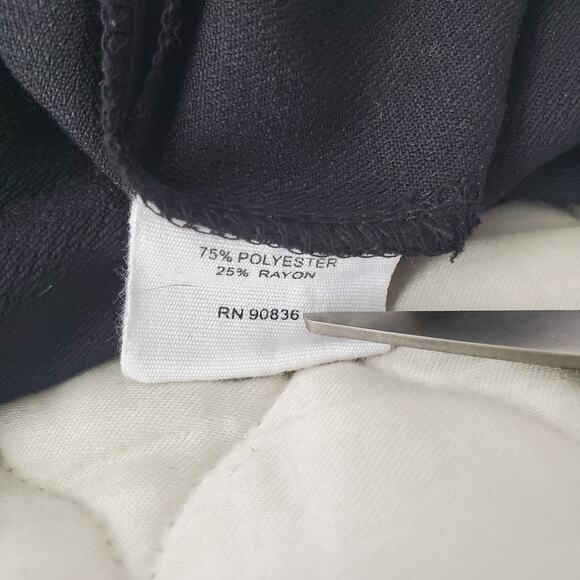 75% POLYESTER
25% RAYON
RN 90836